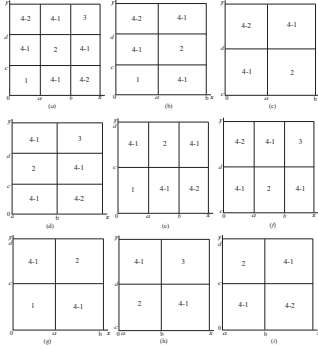 y
4-2 4-1 3
d
4-1 2 4-1
c
1 4-1 4-2
0 a b x
(a)
y
4-2 4-1
d
4-1 2
c
1 4-1
0 a b x
(b)
y
4-2 4-1
d
4-1 2
c
0 a b
(c)
y
4-1 3
d
2 4-1
c
4-1 4-2
0 b x
(d)
y
d
4-1 2 4-1
c
1 4-1 4-2
0 a b x
(e)
y
4-2 4-1 3
d
4-1 2 4-1
c
a b x
(f)
y
d
4-1 2
c
1 4-1
0 a b x
(g)
y
d
4-1 3
2 4-1
c
a b x
(h)
y
d
2 4-1
c
4-1 4-2
0 a b x
(i)